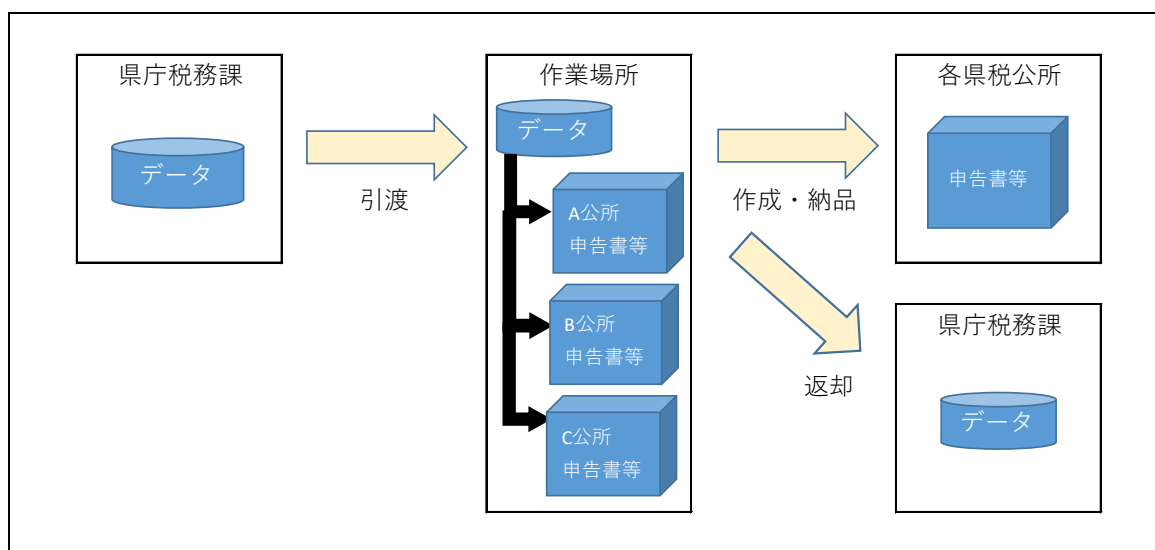 県庁税務課
データ
引渡
作業場所
データ
A公所
申告書等
B公所
申告書等
C公所
申告書等
作成・納品
返却
各県税公所
申告書等
県庁税務課
データ